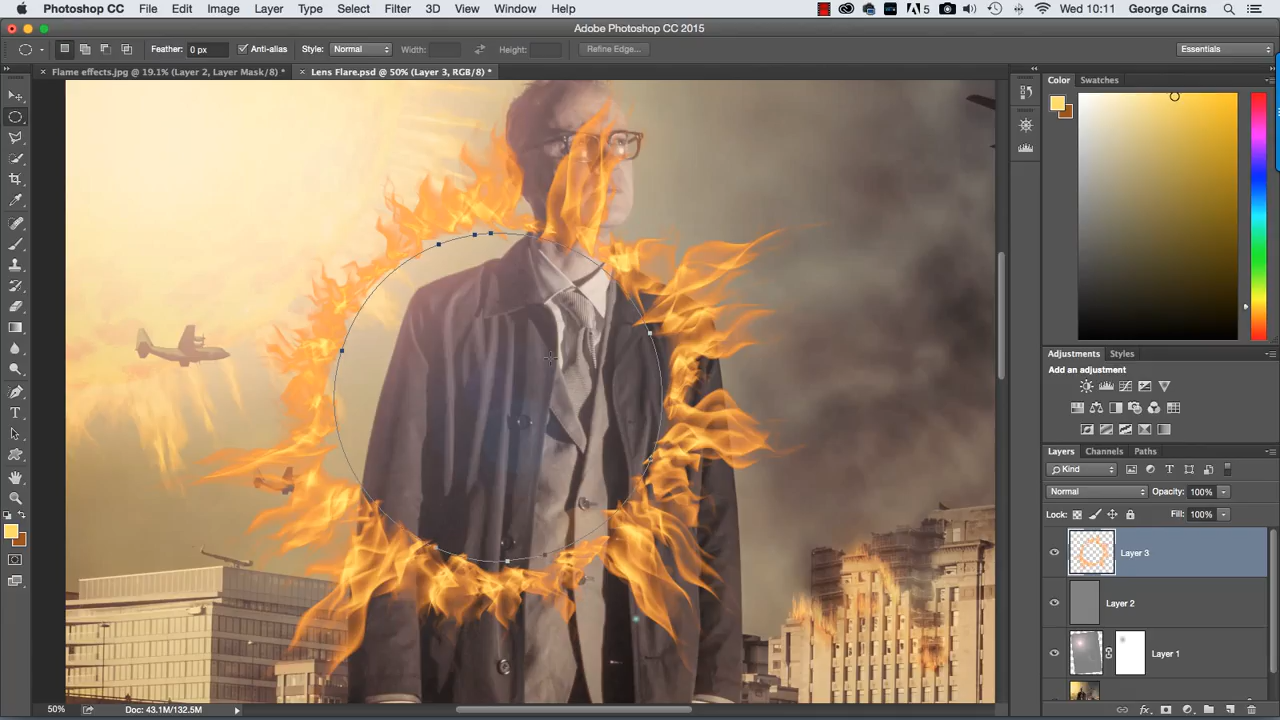 Photoshop CC File Edit Image Layer Type Select Filter 3D View Window Help 5 Wed 10:11 George Cairns
Adobe Photoshop CC 2015
Feather: 0 px Anti-alias Style: Normal Width: Height: Refine Edge... Essentials
× Flame effects.jpg @ 19.1% (Layer 2, Layer Mask/8) * × Lens Flare.psd @ 50% (Layer 3, RGB/8) *
Color Swatches
Adjustments Styles
Add an adjustment
Layers Channels Paths
Kind
Normal Opacity: 100%
Lock: Fill: 100%
Layer 3
Layer 2
Layer 1
50% Doc: 43.1M/132.5M